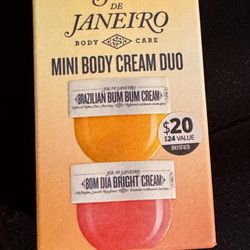 DE
JANEIRO
BODY CARE
MINI BODY CREAM DUO
SOL DE JANEIRO
BRAZILIAN BUM BUM CREAM
$20
$24 VALUE
SOL DE JANEIRO
BOM DIA BRIGHT CREAM